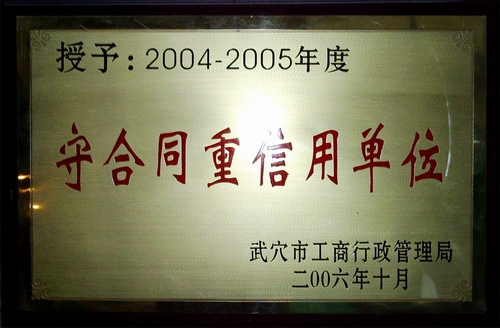 授予:2004-2005年度
守合同重信用单位
武穴市工商行政管理局
二00六年十月